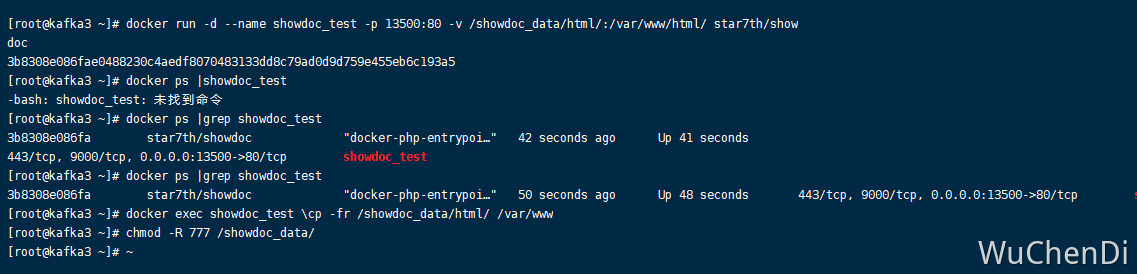 [root@kafka3 ~]# docker run -d --name showdoc_test -p 13500:80 -v /showdoc_data/html/:/var/www/html/ star7th/show
doc
3b8308e086fae0488230c4aedf8070483133dd8c79ad0d9d759e455eb6c193a5
[root@kafka3 ~]# docker ps |showdoc_test
-bash: showdoc_test: 未找到命令
[root@kafka3 ~]# docker ps |grep showdoc_test
3b8308e086fa        star7th/showdoc             "docker-php-entrypoi…"   42 seconds ago      Up 41 seconds
443/tcp, 9000/tcp, 0.0.0.0:13500->80/tcp        showdoc_test
[root@kafka3 ~]# docker ps |grep showdoc_test
3b8308e086fa        star7th/showdoc             "docker-php-entrypoi…"   50 seconds ago      Up 48 seconds       443/tcp, 9000/tcp, 0.0.0.0:13500->80/tcp        s
[root@kafka3 ~]# docker exec showdoc_test \cp -fr /showdoc_data/html/ /var/www
[root@kafka3 ~]# chmod -R 777 /showdoc_data/
[root@kafka3 ~]# ~
WuChenDi